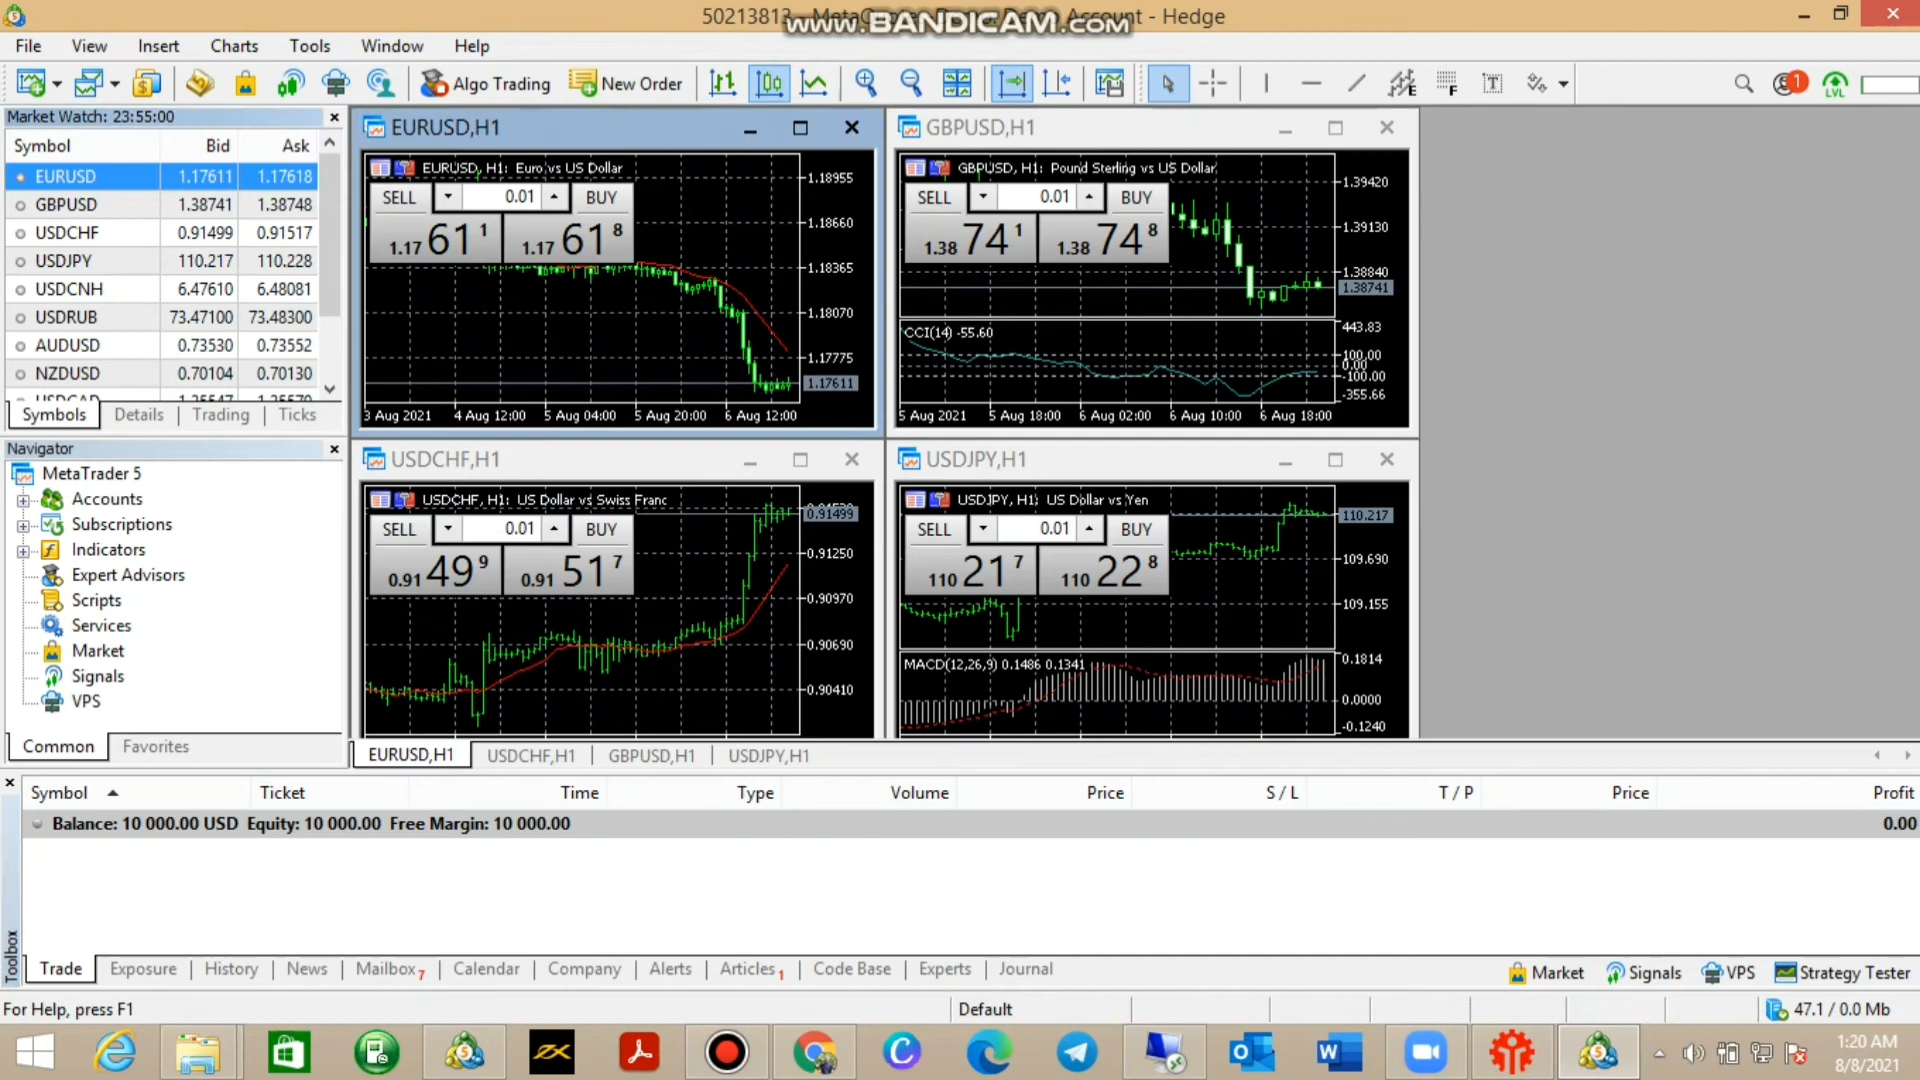 50213813 - MetaQuotes-Demo: Demo Account - Hedge
www.BANDICAM.com
File View Insert Charts Tools Window Help
Algo Trading New Order
1
LVL
Market Watch: 23:55:00
Symbol Bid Ask
EURUSD 1.17611 1.17618
GBPUSD 1.38741 1.38748
USDCHF 0.91499 0.91517
USDJPY 110.217 110.228
USDCNH 6.47610 6.48081
USDRUB 73.47100 73.48300
AUDUSD 0.73530 0.73552
NZDUSD 0.70104 0.70130
Symbols Details Trading Ticks
Navigator
MetaTrader 5
Accounts
Subscriptions
Indicators
Expert Advisors
Scripts
Services
Market
Signals
VPS
Common Favorites
EURUSD,H1
EURUSD, H1: Euro vs US Dollar
SELL 0.01 BUY
1.17 61 1 1.17 61 8
1.18955
1.18660
1.18365
1.18070
1.17775
1.17611
3 Aug 2021 4 Aug 12:00 5 Aug 04:00 5 Aug 20:00 6 Aug 12:00
GBPUSD,H1
GBPUSD, H1: Pound Sterling vs US Dollar
SELL 0.01 BUY
1.38 74 1 1.38 74 8
1.39420
1.39130
1.38840
1.38741
CCI(14) -55.60
443.83
100.00
0.00
-100.00
-355.66
5 Aug 2021 5 Aug 18:00 6 Aug 02:00 6 Aug 10:00 6 Aug 18:00
USDCHF,H1
USDCHF, H1: US Dollar vs Swiss Franc
SELL 0.01 BUY
0.91 49 9 0.91 51 7
0.91499
0.91250
0.90970
0.90690
0.90410
USDJPY,H1
USDJPY, H1: US Dollar vs Yen
SELL 0.01 BUY
110 21 7 110 22 8
110.217
109.690
109.155
MACD(12,26,9) 0.1486 0.1341
0.1814
0.0000
-0.1240
EURUSD,H1 USDCHF,H1 GBPUSD,H1 USDJPY,H1
Symbol Ticket Time Type Volume Price S / L T / P Price Profit
Balance: 10 000.00 USD Equity: 10 000.00 Free Margin: 10 000.00 0.00
Toolbox
Trade Exposure History News Mailbox 7 Calendar Company Alerts Articles 1 Code Base Experts Journal
Market Signals VPS Strategy Tester
For Help, press F1 Default 47.1 / 0.0 Mb
1:20 AM
8/8/2021